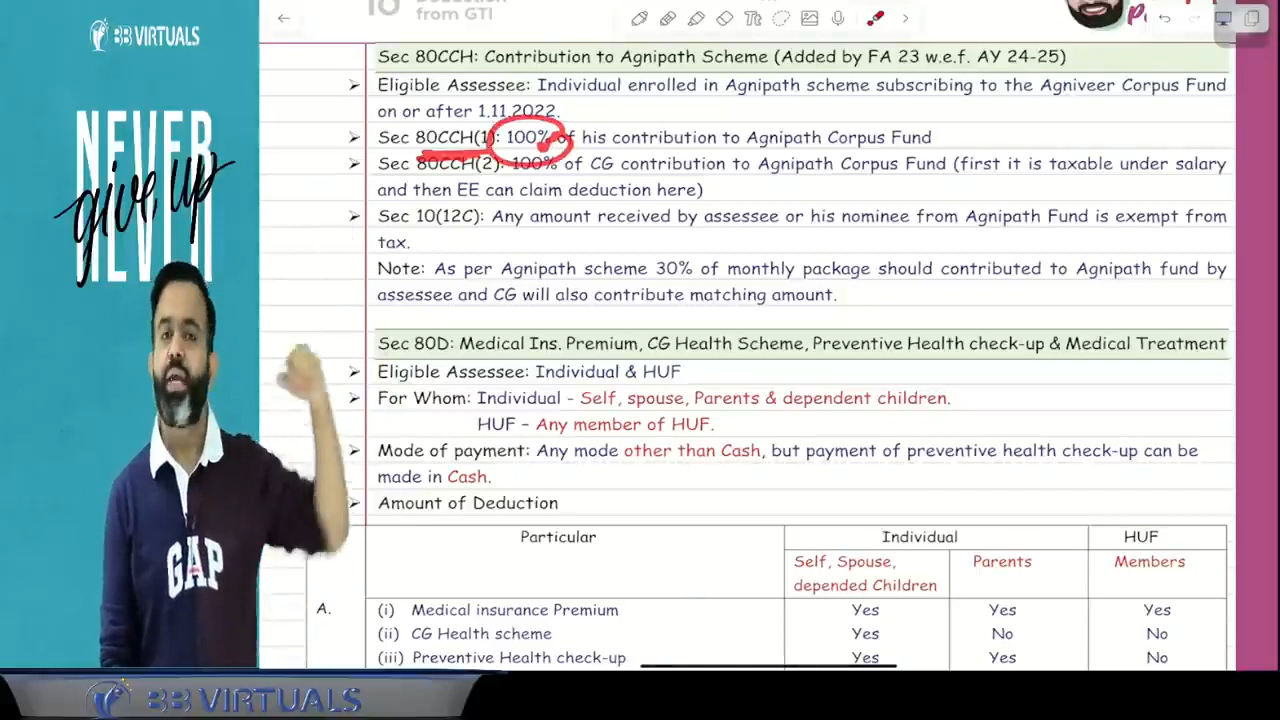 10 Deduction
from GTI
BB VIRTUALS
NEVER
give up
NEVER
GAP
Sec 80CCH: Contribution to Agnipath Scheme (Added by FA 23 w.e.f. AY 24-25)
➢ Eligible Assessee: Individual enrolled in Agnipath scheme subscribing to the Agniveer Corpus Fund
on or after 1.11.2022.
➢ Sec 80CCH(1): 100% of his contribution to Agnipath Corpus Fund
➢ Sec 80CCH(2): 100% of CG contribution to Agnipath Corpus Fund (first it is taxable under salary
and then EE can claim deduction here)
➢ Sec 10(12C): Any amount received by assessee or his nominee from Agnipath Fund is exempt from
tax.
Note: As per Agnipath scheme 30% of monthly package should contributed to Agnipath fund by
assessee and CG will also contribute matching amount.
Sec 80D: Medical Ins. Premium, CG Health Scheme, Preventive Health check-up & Medical Treatment
➢ Eligible Assessee: Individual & HUF
➢ For Whom: Individual - Self, spouse, Parents & dependent children.
HUF - Any member of HUF.
➢ Mode of payment: Any mode other than Cash, but payment of preventive health check-up can be
made in Cash.
➢ Amount of Deduction
Particular Individual HUF
Self, Spouse, Parents Members
depended Children
A. (i) Medical insurance Premium Yes Yes Yes
(ii) CG Health scheme Yes No No
(iii) Preventive Health check-up Yes Yes No
BB VIRTUALS